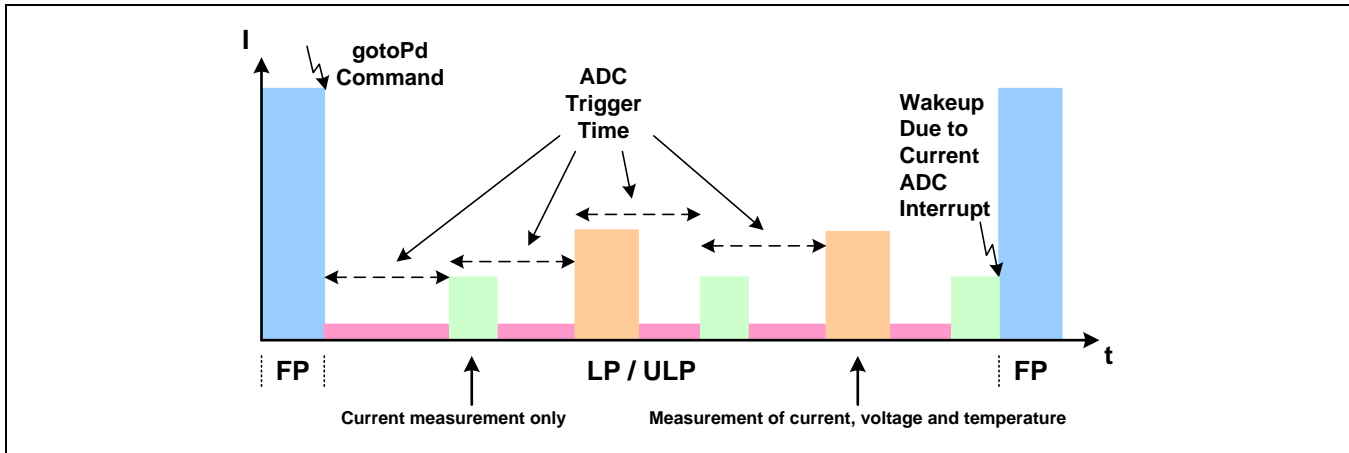 I
gotoPd
Command
ADC
Trigger
Time
Wakeup
Due to
Current
ADC
Interrupt
t
FP
LP / ULP
FP
Current measurement only
Measurement of current, voltage and temperature